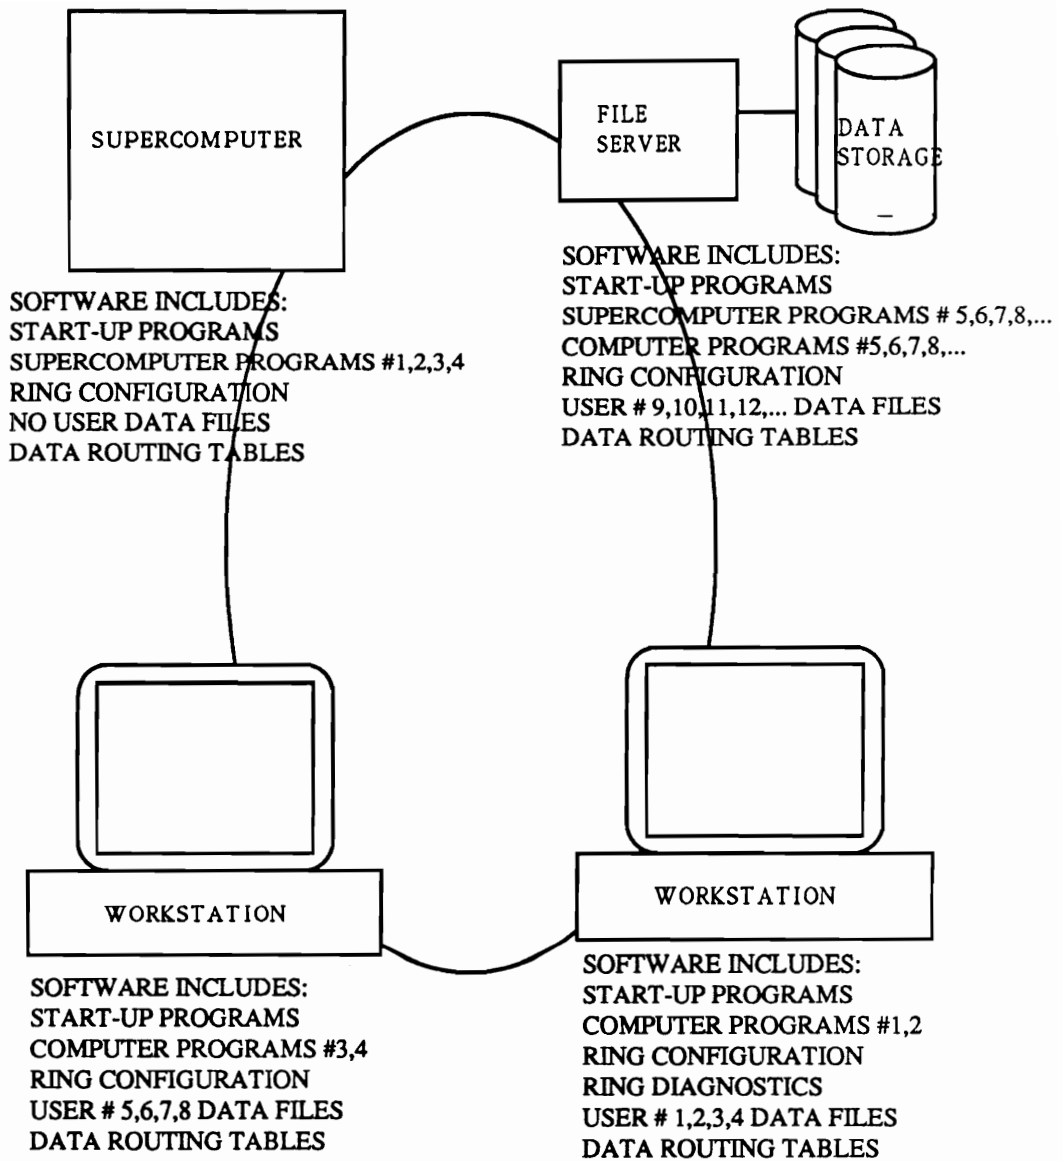 SUPERCOMPUTER
FILE
SERVER
DATA
STORAGE
SOFTWARE INCLUDES:
START-UP PROGRAMS
SUPERCOMPUTER PROGRAMS #1,2,3,4
RING CONFIGURATION
NO USER DATA FILES
DATA ROUTING TABLES
SOFTWARE INCLUDES:
START-UP PROGRAMS
SUPERCOMPUTER PROGRAMS # 5,6,7,8,...
COMPUTER PROGRAMS #5,6,7,8,...
RING CONFIGURATION
USER # 9,10,11,12,... DATA FILES
DATA ROUTING TABLES
WORKSTATION
SOFTWARE INCLUDES:
START-UP PROGRAMS
COMPUTER PROGRAMS #3,4
RING CONFIGURATION
USER # 5,6,7,8 DATA FILES
DATA ROUTING TABLES
WORKSTATION
SOFTWARE INCLUDES:
START-UP PROGRAMS
COMPUTER PROGRAMS #1,2
RING CONFIGURATION
RING DIAGNOSTICS
USER # 1,2,3,4 DATA FILES
DATA ROUTING TABLES